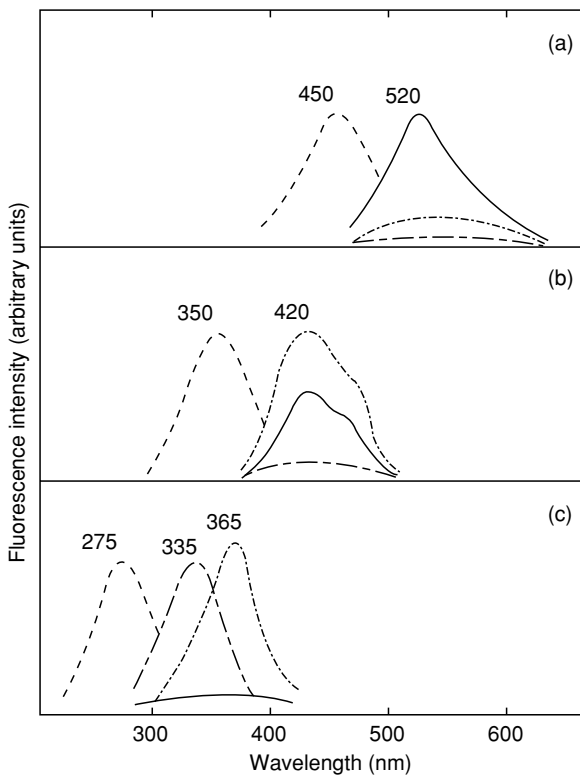 (a)
450 520
(b)
350 420
(c)
275 335 365
Fluorescence intensity (arbitrary units)
300 400 500 600
Wavelength (nm)